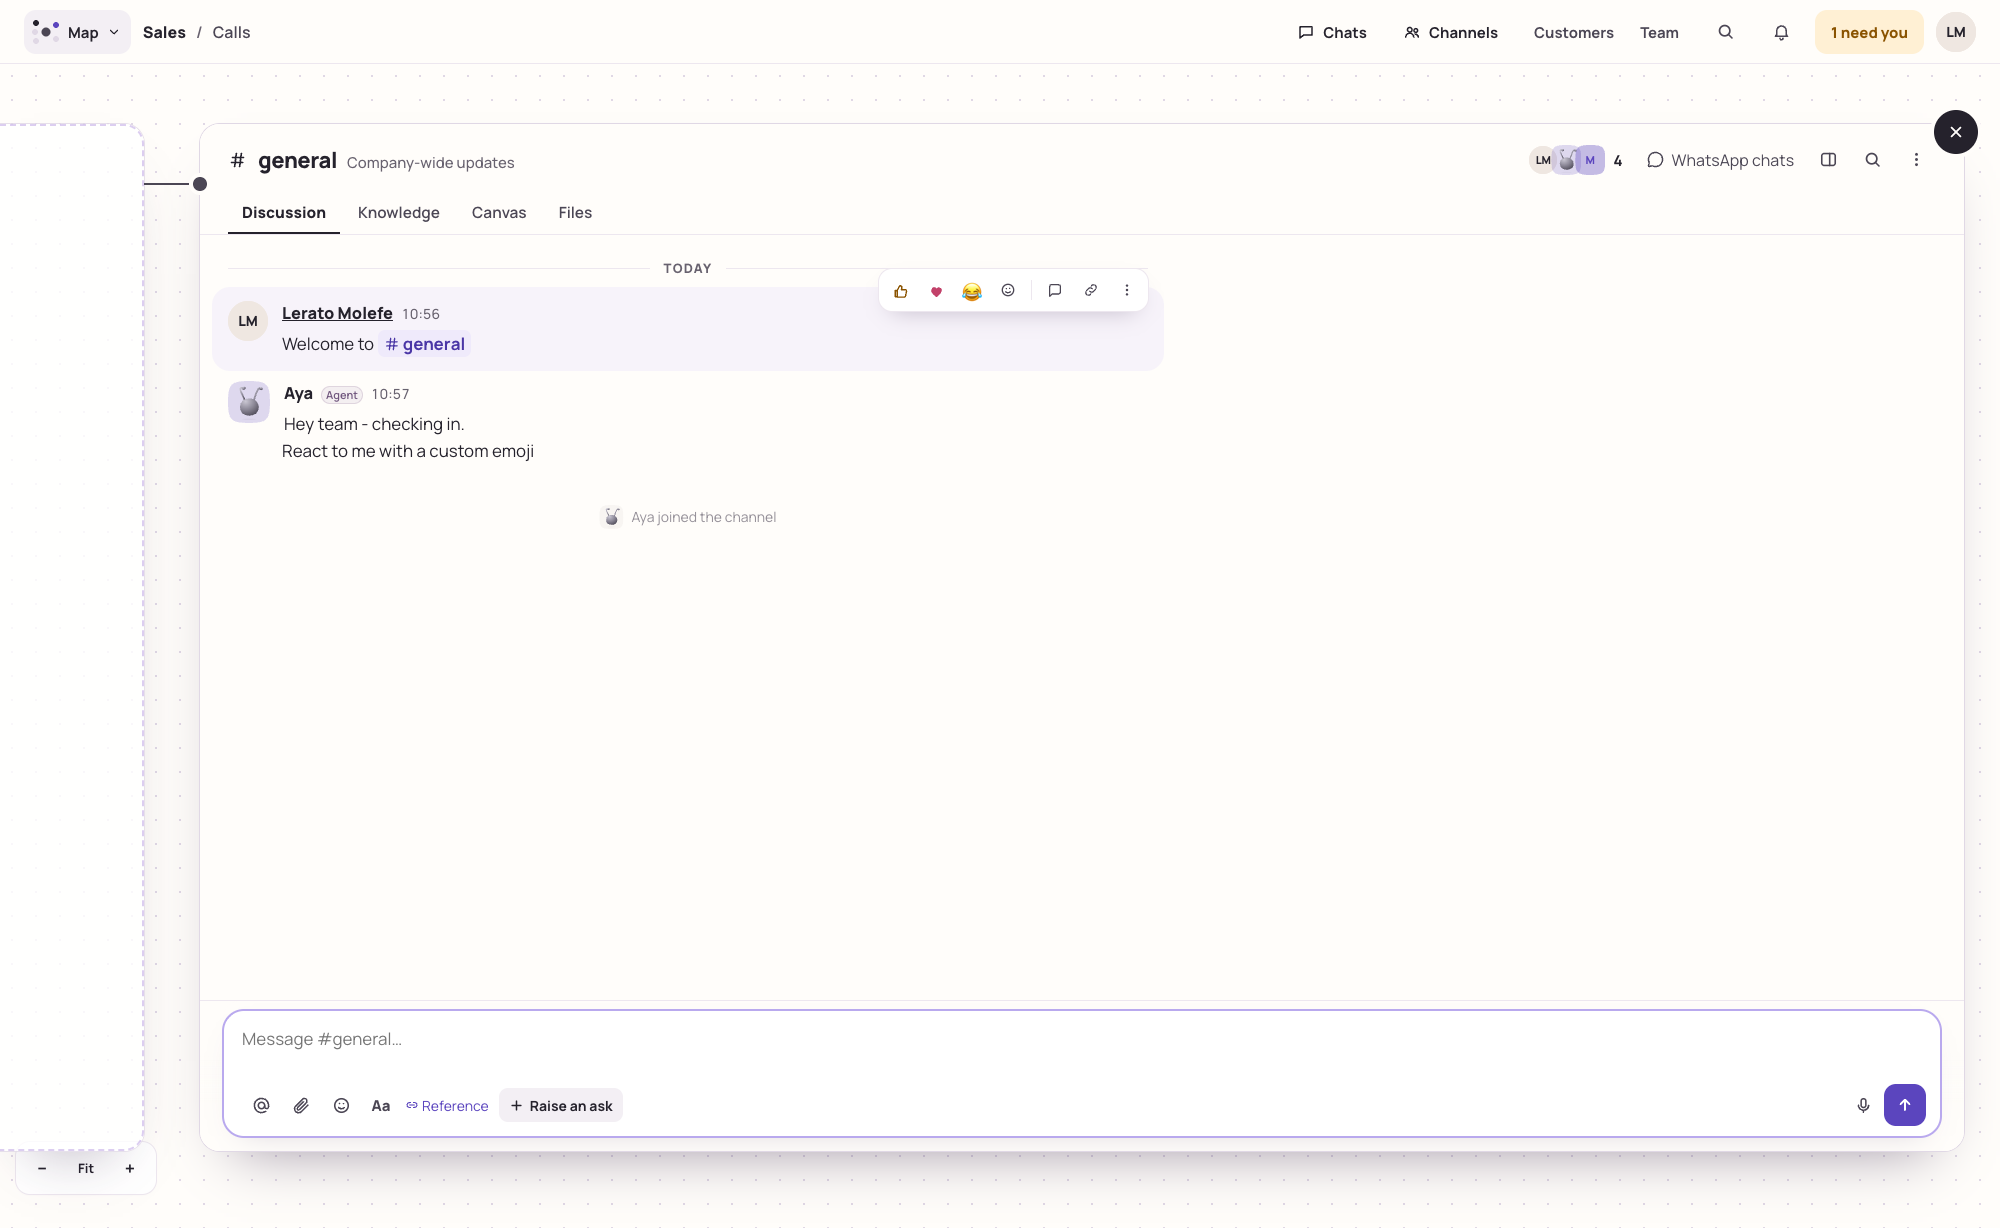 Map
Sales / Calls
Chats
Channels
Customers
Team
1 need you
LM
# general Company-wide updates
LM
M
4
WhatsApp chats
Discussion
Knowledge
Canvas
Files
TODAY
LM
Lerato Molefe 10:56
Welcome to # general
Aya Agent 10:57
Hey team - checking in.
React to me with a custom emoji
Aya joined the channel
Message #general...
Aa
Reference
+ Raise an ask
− Fit +